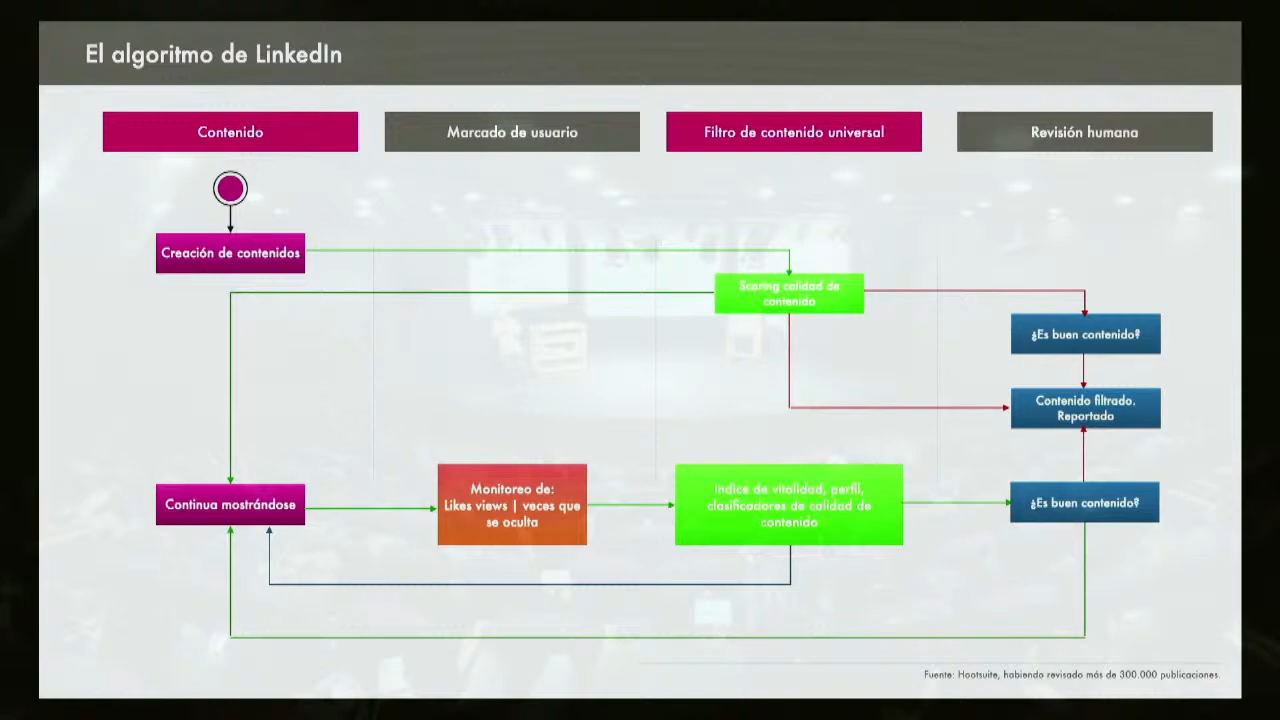 El algoritmo de LinkedIn
Contenido
Marcado de usuario
Filtro de contenido universal
Revisión humana
Creación de contenidos
Scoring calidad de
contenido
¿Es buen contenido?
Contenido filtrado.
Reportado
Continua mostrándose
Monitoreo de:
Likes views | veces que
se oculta
Indice de vitalidad, perfil,
clasificadores de calidad de
contenido
¿Es buen contenido?
Fuente: Hootsuite, habiendo revisado más de 300.000 publicaciones.